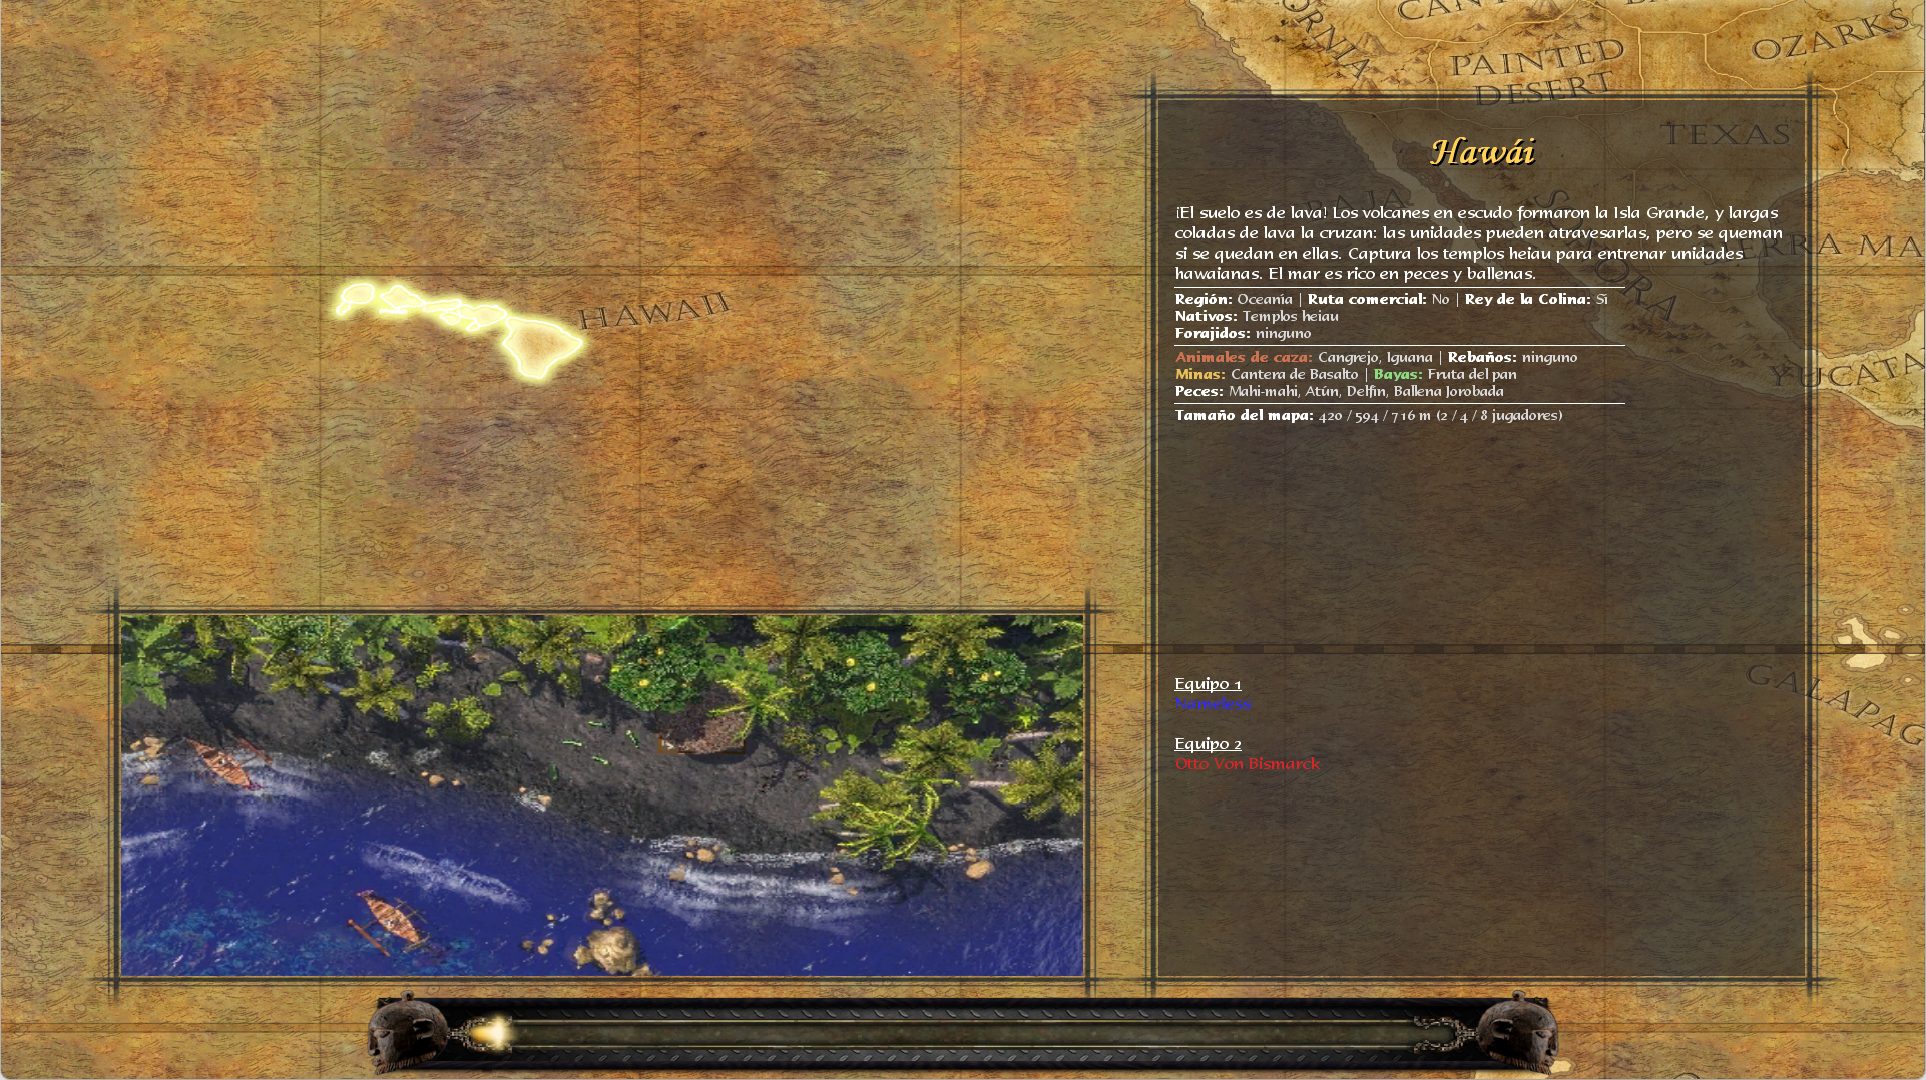 CAN
ORNIA
PAINTED
DESERT
OZARKS
TEXAS
BAJA
SONORA
ERRA MA
YUCATA
HAWAII
GALAPAG
Hawái
¡El suelo es de lava! Los volcanes en escudo formaron la Isla Grande, y largas
coladas de lava la cruzan: las unidades pueden atravesarlas, pero se queman
si se quedan en ellas. Captura los templos heiau para entrenar unidades
hawaianas. El mar es rico en peces y ballenas.
Región: Oceanía | Ruta comercial: No | Rey de la Colina: Sí
Nativos: Templos heiau
Forajidos: ninguno
Animales de caza: Cangrejo, Iguana | Rebaños: ninguno
Minas: Cantera de Basalto | Bayas: Fruta del pan
Peces: Mahi-mahi, Atún, Delfín, Ballena Jorobada
Tamaño del mapa: 420 / 594 / 716 m (2 / 4 / 8 jugadores)
Equipo 1
Nameless
Equipo 2
Otto Von Bismarck